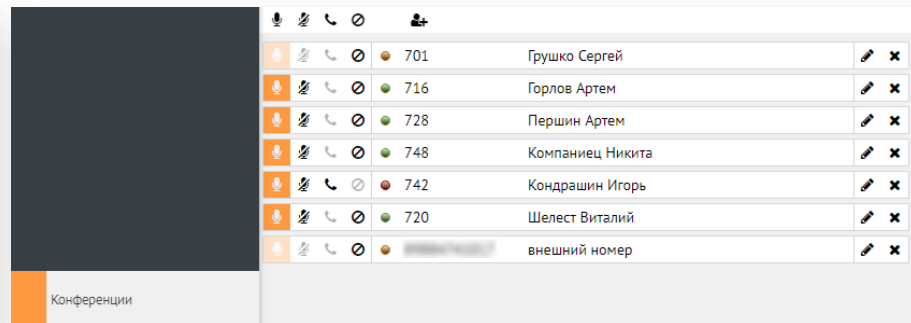 701 Грушко Сергей
716 Горлов Артем
728 Першин Артем
748 Компаниец Никита
742 Кондрашин Игорь
720 Шелест Виталий
внешний номер
Конференции